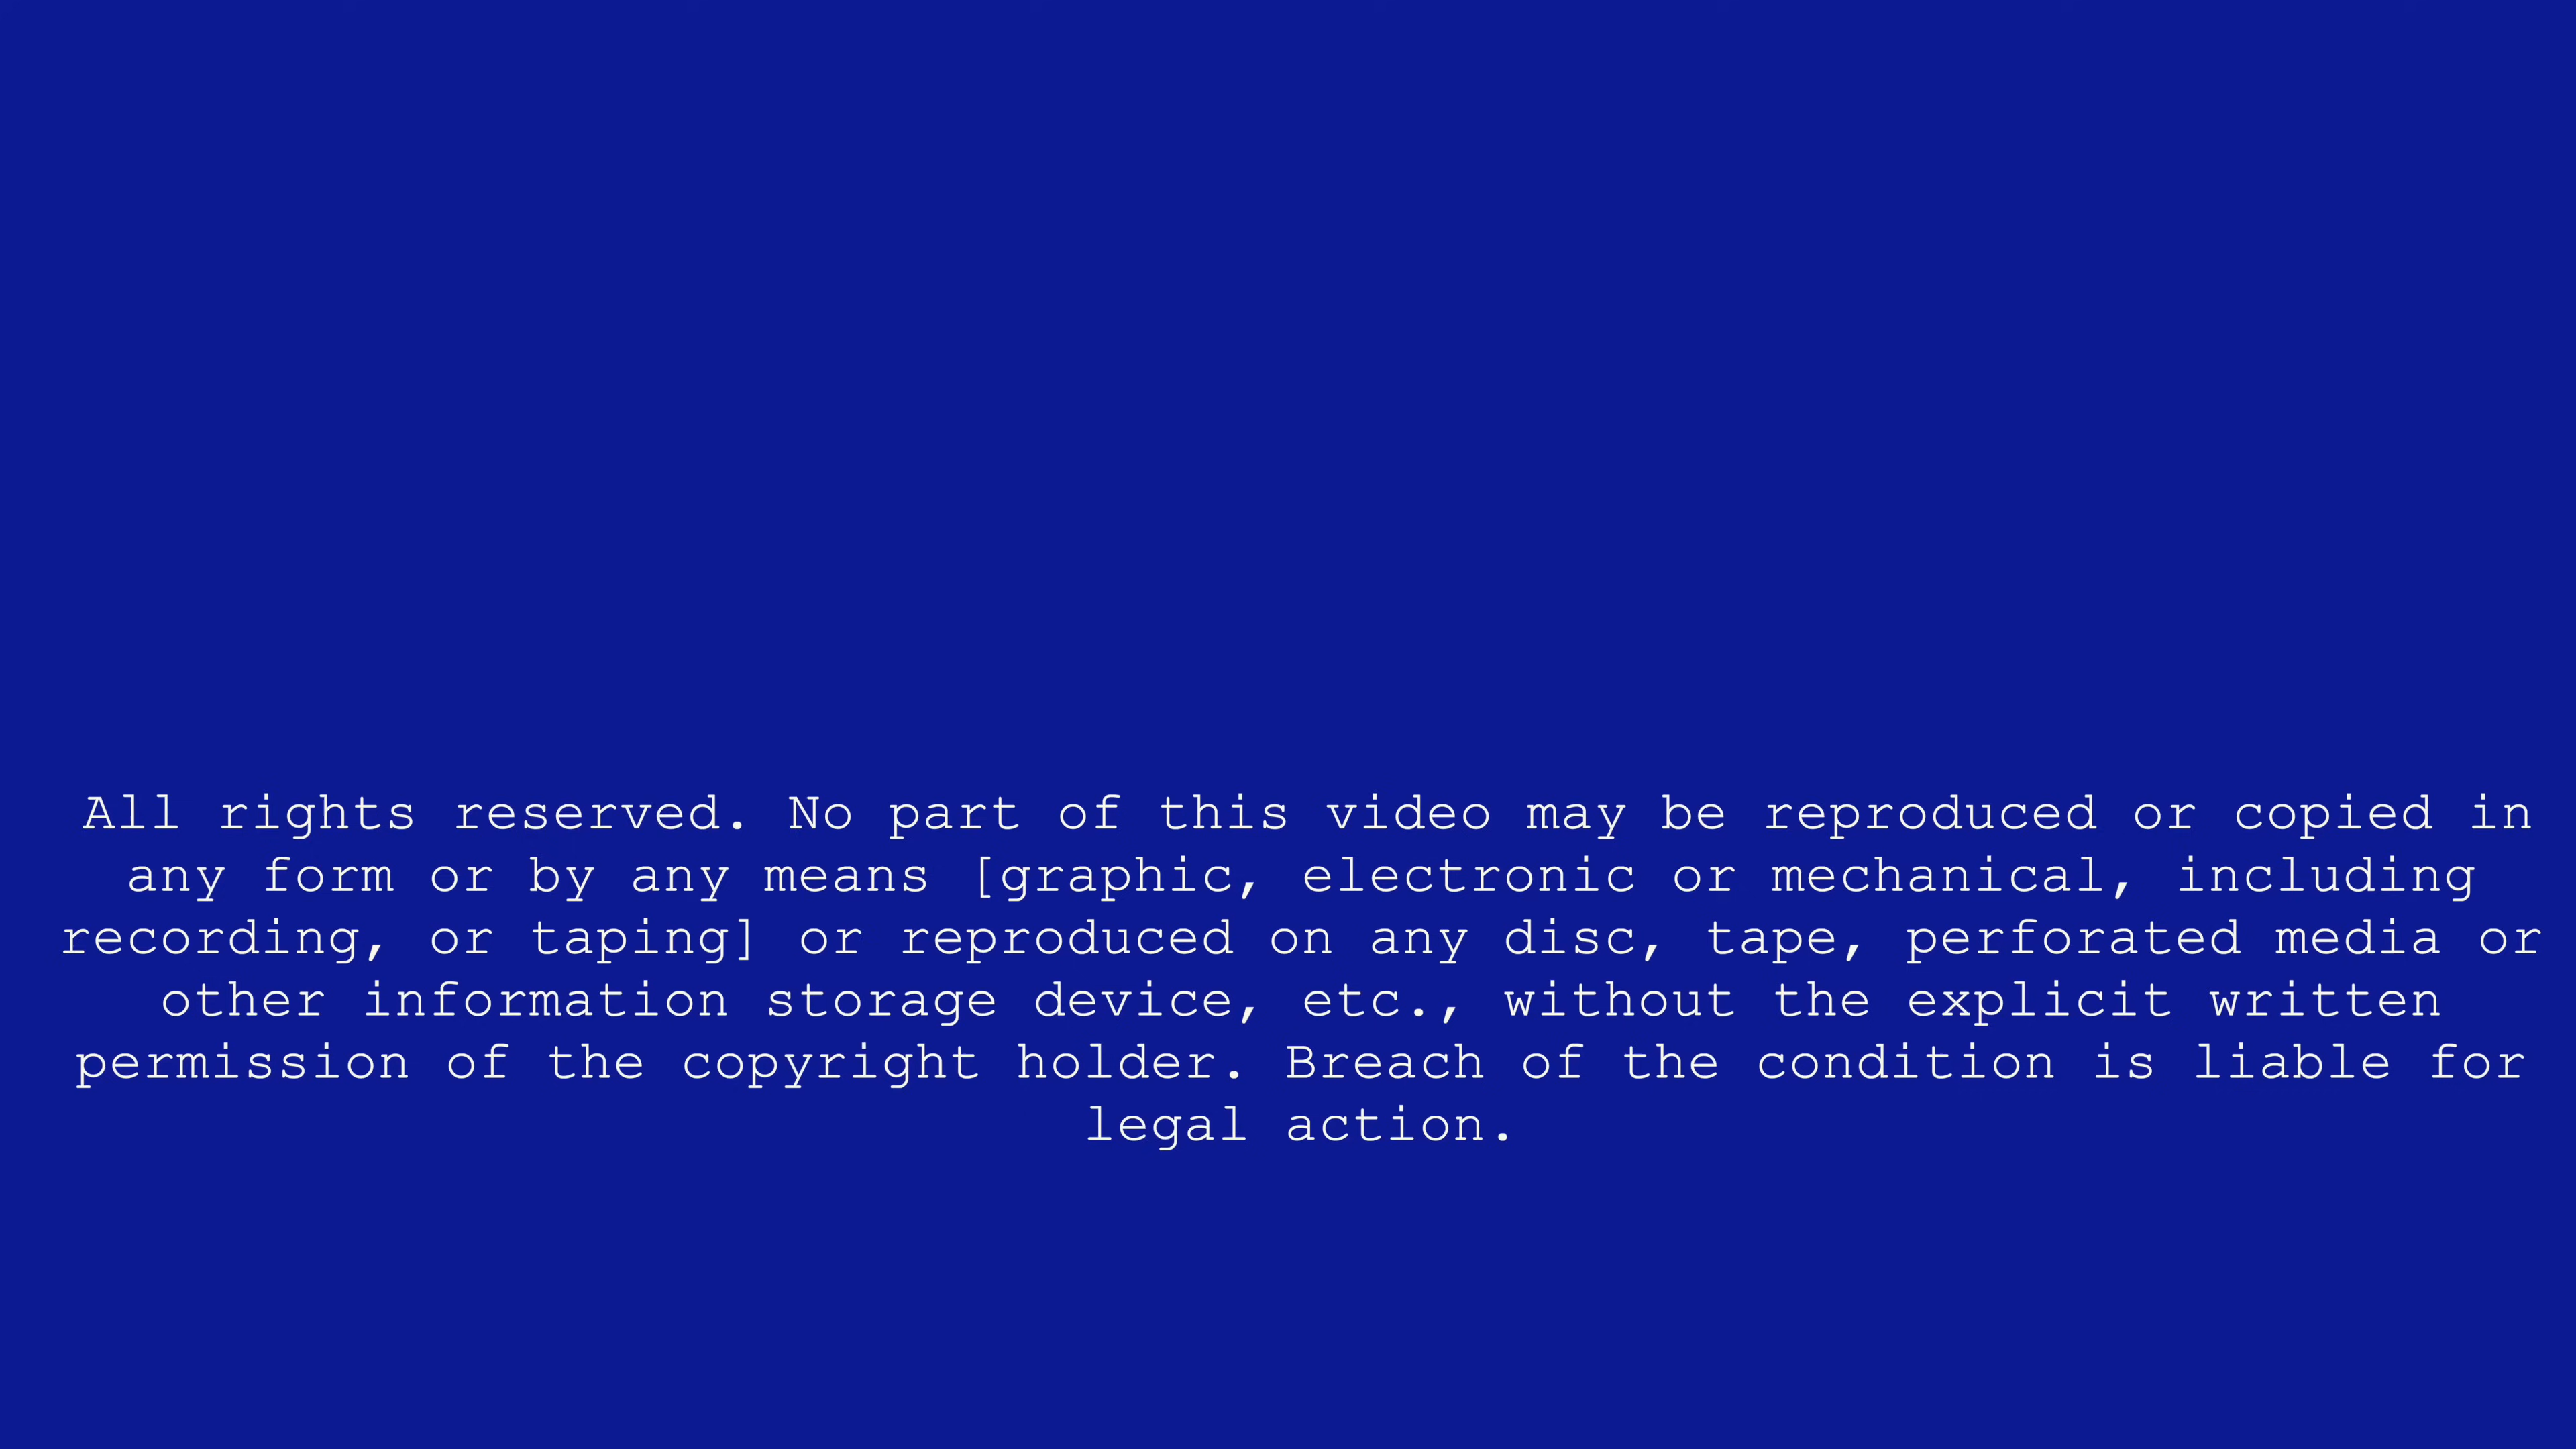 All rights reserved. No part of this video may be reproduced or copied in
any form or by any means [graphic, electronic or mechanical, including
recording, or taping] or reproduced on any disc, tape, perforated media or
other information storage device, etc., without the explicit written
permission of the copyright holder. Breach of the condition is liable for
legal action.